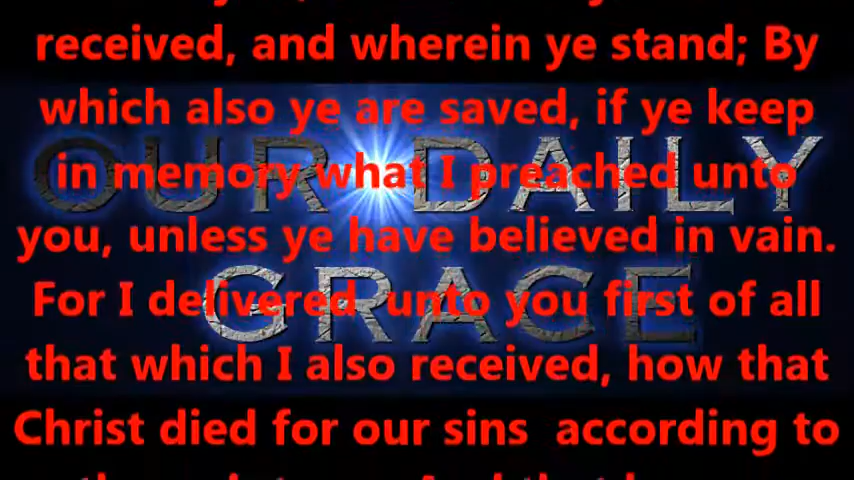 received, and wherein ye stand; By
which also ye are saved, if ye keep
in memory what I preached unto
you, unless ye have believed in vain.
For I delivered unto you first of all
that which I also received, how that
Christ died for our sins according to
OUR DAILY
GRACE